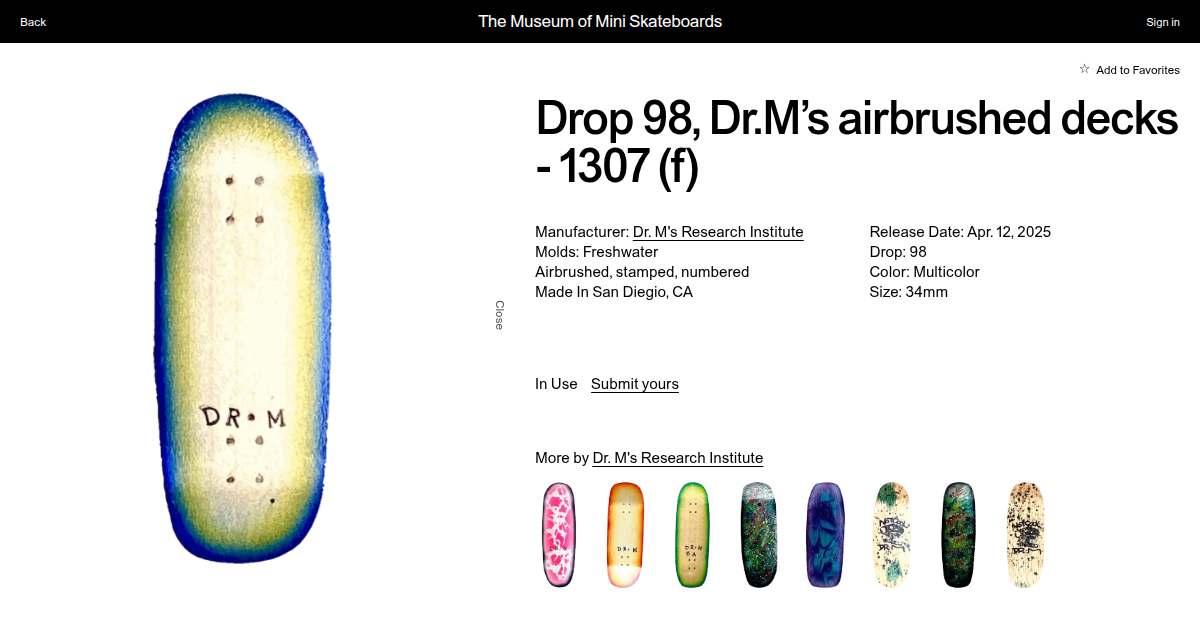 Back
The Museum of Mini Skateboards
Sign in
☆ Add to Favorites
Drop 98, Dr.M’s airbrushed decks
- 1307 (f)
Manufacturer: Dr. M's Research Institute
Molds: Freshwater
Airbrushed, stamped, numbered
Made In San Diegio, CA
Release Date: Apr. 12, 2025
Drop: 98
Color: Multicolor
Size: 34mm
Close
DR•M
In Use Submit yours
More by Dr. M's Research Institute
DR•M
DR•M